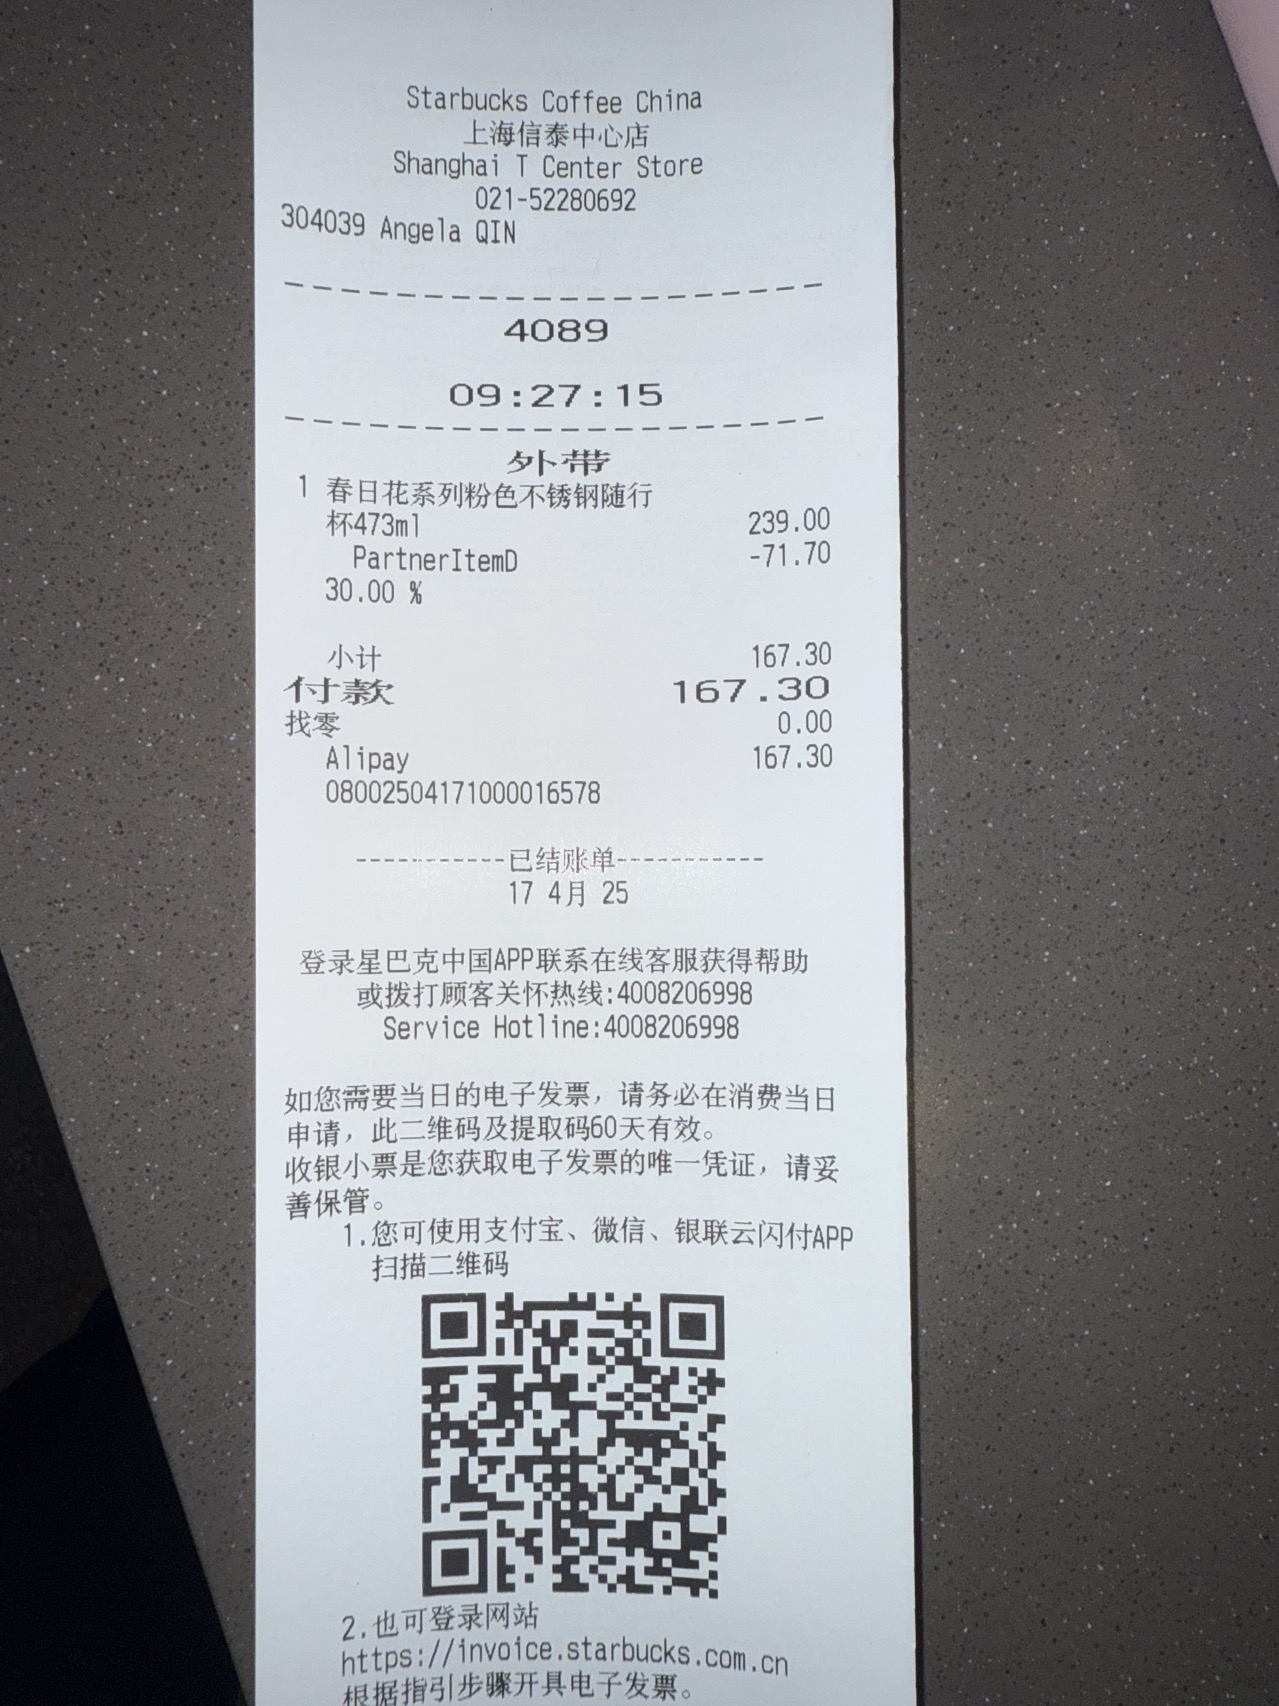 Starbucks Coffee China
上海信泰中心店
Shanghai T Center Store
021-52280692
304039 Angela QIN
4089
09:27:15
外带
1 春日花系列粉色不锈钢随行
杯473ml 239.00
PartnerItemD -71.70
30.00 %
小计 167.30
付款 167.30
找零 0.00
Alipay 167.30
08002504171000016578
-----------已结账单-----------
17 4月 25
登录星巴克中国APP联系在线客服获得帮助
或拨打顾客关怀热线:4008206998
Service Hotline:4008206998
如您需要当日的电子发票，请务必在消费当日
申请，此二维码及提取码60天有效。
收银小票是您获取电子发票的唯一凭证，请妥
善保管。
1.您可使用支付宝、微信、银联云闪付APP
扫描二维码
2.也可登录网站
https://invoice.starbucks.com.cn
根据指引步骤开具电子发票。